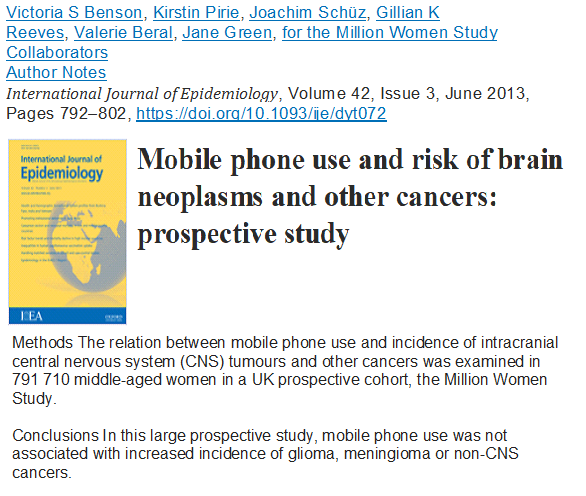 Victoria S Benson, Kirstin Pirie, Joachim Schüz, Gillian K
Reeves, Valerie Beral, Jane Green, for the Million Women Study
Collaborators
Author Notes
International Journal of Epidemiology, Volume 42, Issue 3, June 2013,
Pages 792–802, https://doi.org/10.1093/ije/dyt072
International Journal of
Epidemiology
IEA
OXFORD
Mobile phone use and risk of brain
neoplasms and other cancers:
prospective study
Methods The relation between mobile phone use and incidence of intracranial
central nervous system (CNS) tumours and other cancers was examined in
791 710 middle-aged women in a UK prospective cohort, the Million Women
Study.
Conclusions In this large prospective study, mobile phone use was not
associated with increased incidence of glioma, meningioma or non-CNS
cancers.